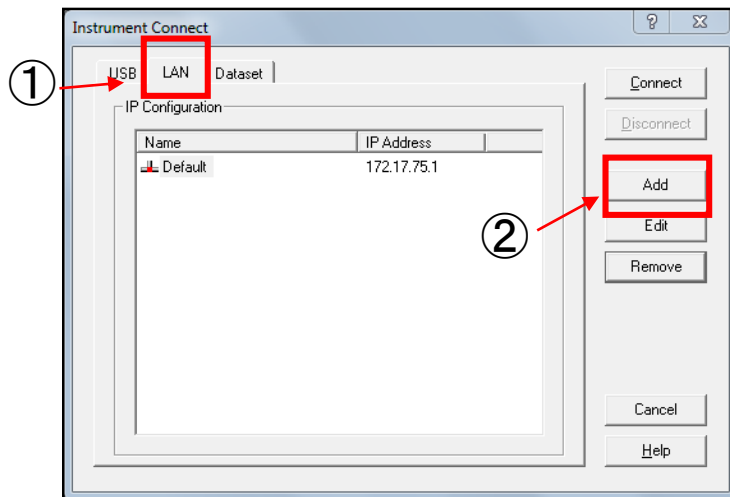 Instrument Connect
①
USB LAN Dataset
Connect
IP Configuration
Disconnect
Name IP Address
Default 172.17.75.1
Add
②
Edit
Remove
Cancel
Help